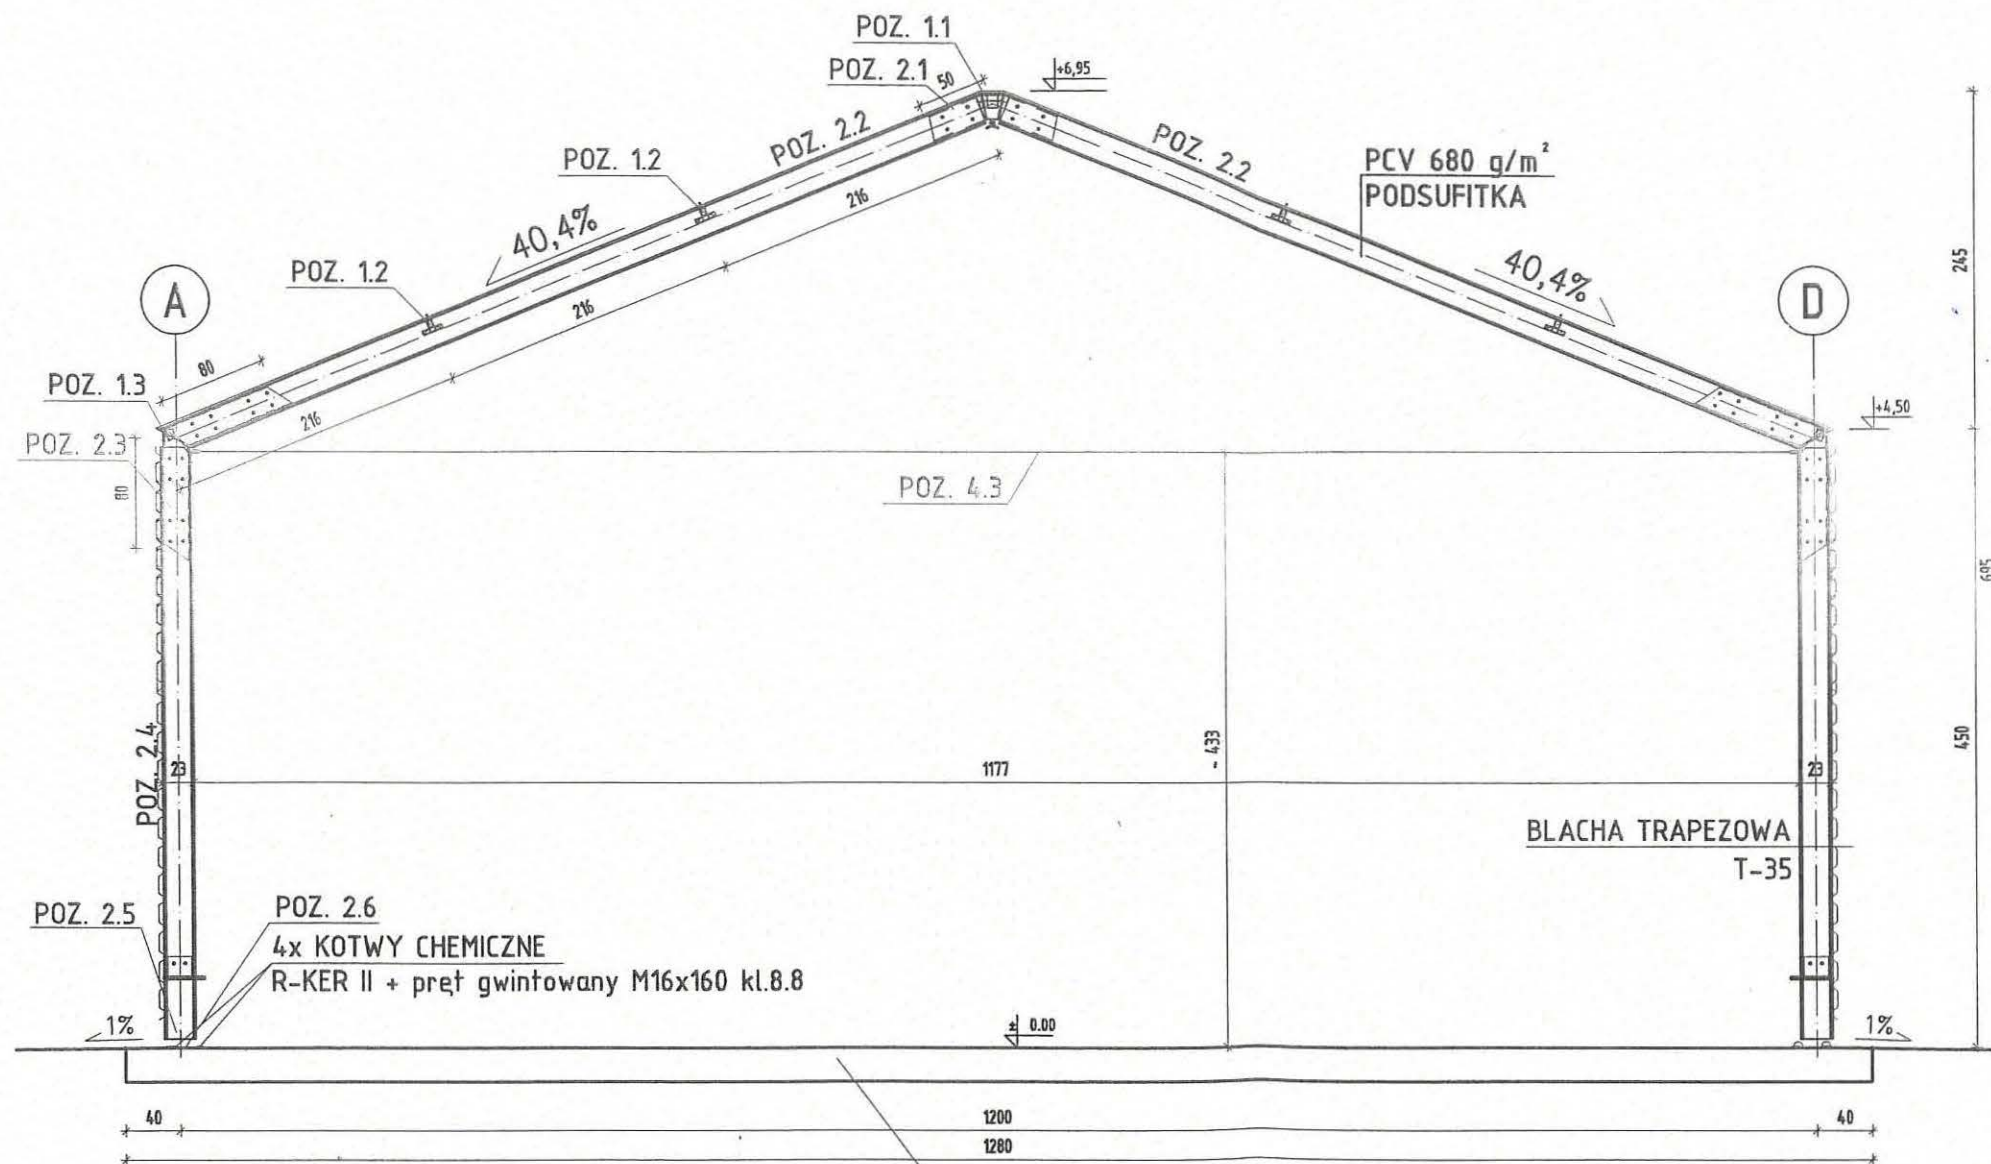 POZ. 1.1
POZ. 2.1
50
+6,95
POZ. 2.2
POZ. 2.2
POZ. 1.2
PCV 680 g/m²
PODSUFITKA
216
40,4%
40,4%
245
POZ. 1.2
A
D
216
80
POZ. 1.3
216
+4,50
POZ. 2.3
80
POZ. 4.3
695
POZ. 2.4
- 433
450
23
1177
23
BLACHA TRAPEZOWA
T-35
POZ. 2.5
POZ. 2.6
4x KOTWY CHEMICZNE
R-KER II + pręt gwintowany M16x160 kl.8.8
1%
± 0.00
1%
40
1200
40
1280